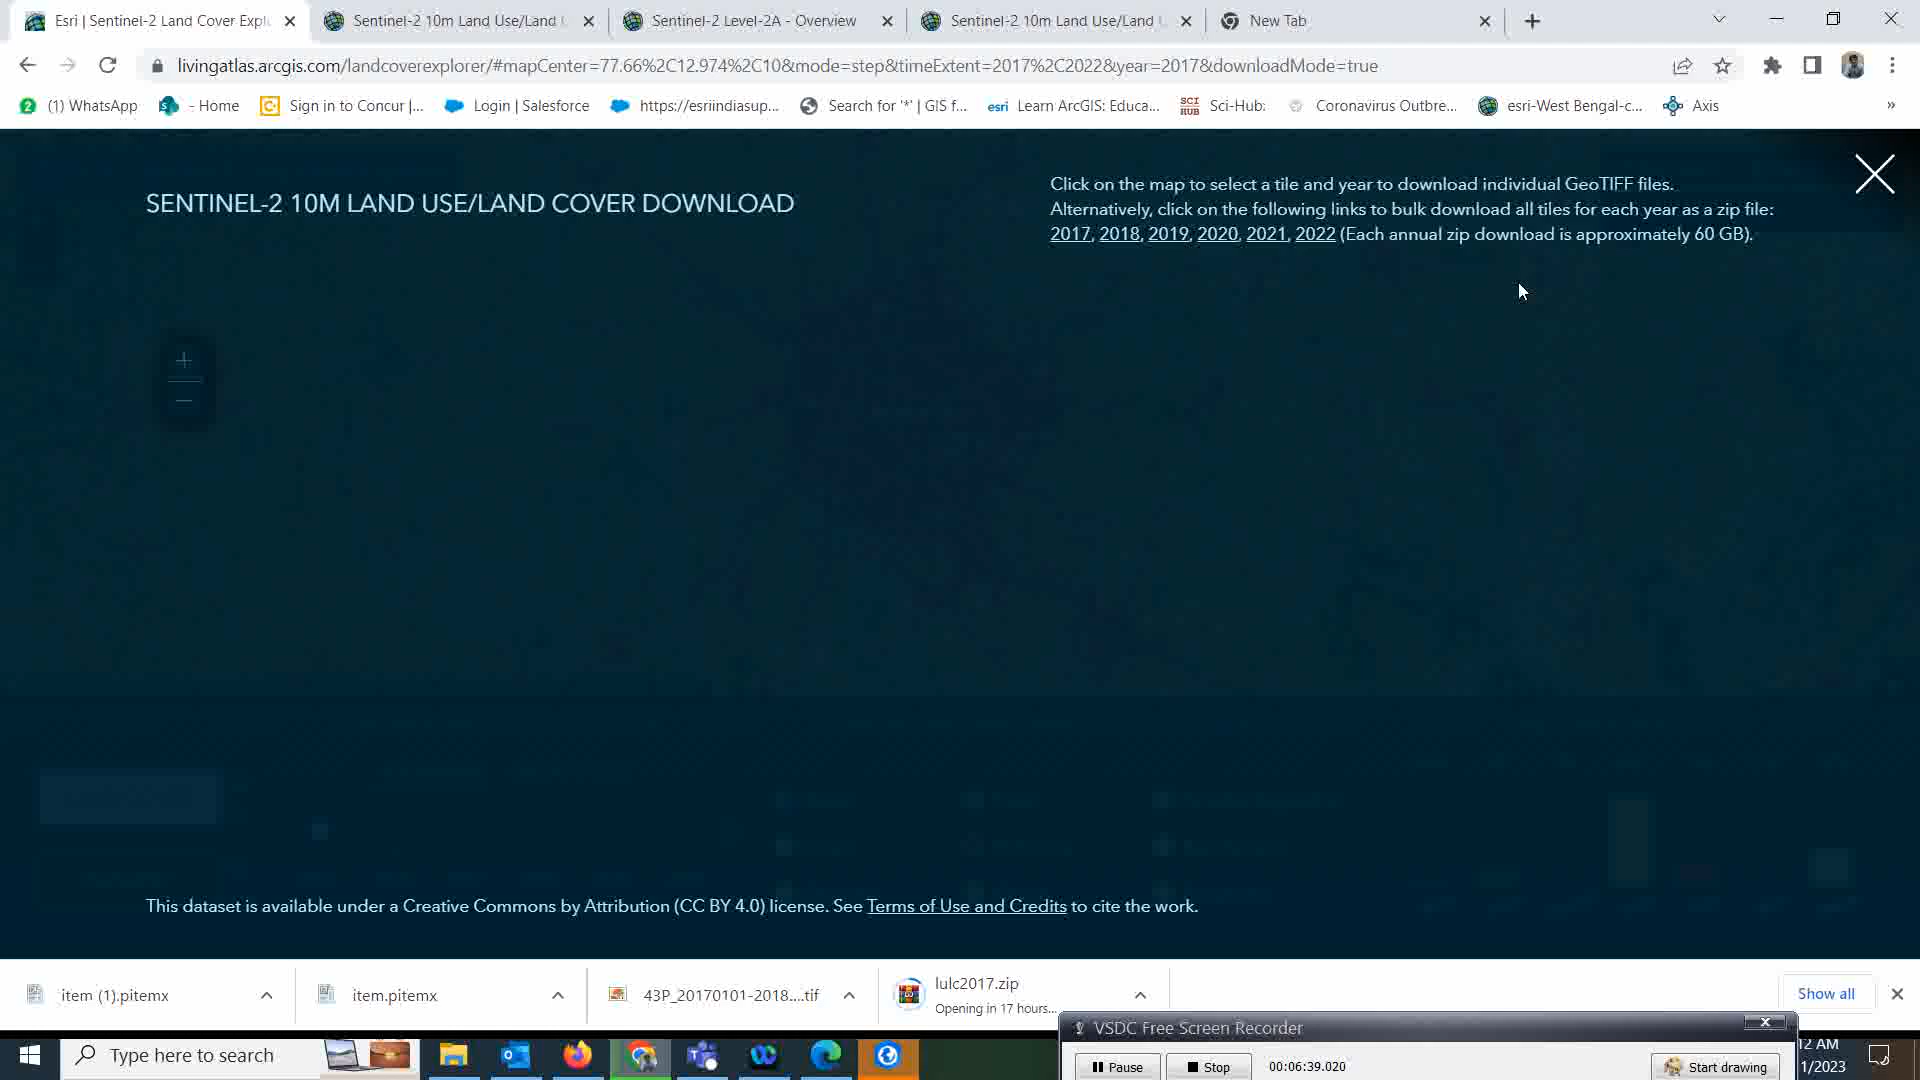 Esri | Sentinel-2 Land Cover Expl
Sentinel-2 10m Land Use/Land
Sentinel-2 Level-2A - Overview
Sentinel-2 10m Land Use/Land
New Tab
livingatlas.arcgis.com/landcoverexplorer/#mapCenter=77.66%2C12.974%2C10&mode=step&timeExtent=2017%2C2022&year=2017&downloadMode=true
(1) WhatsApp
- Home
Sign in to Concur |...
Login | Salesforce
https://esriindiasup...
Search for '*' | GIS f...
esri Learn ArcGIS: Educa...
SCI HUB Sci-Hub:
Coronavirus Outbre...
esri-West Bengal-c...
Axis
»
SENTINEL-2 10M LAND USE/LAND COVER DOWNLOAD
Click on the map to select a tile and year to download individual GeoTIFF files.
Alternatively, click on the following links to bulk download all tiles for each year as a zip file:
2017, 2018, 2019, 2020, 2021, 2022 (Each annual zip download is approximately 60 GB).
This dataset is available under a Creative Commons by Attribution (CC BY 4.0) license. See Terms of Use and Credits to cite the work.
item (1).pitemx
item.pitemx
43P_20170101-2018....tif
lulc2017.zip
Opening in 17 hours...
Show all
VSDC Free Screen Recorder
Pause
Stop
00:06:39.020
Start drawing
Type here to search
12 AM
1/2023